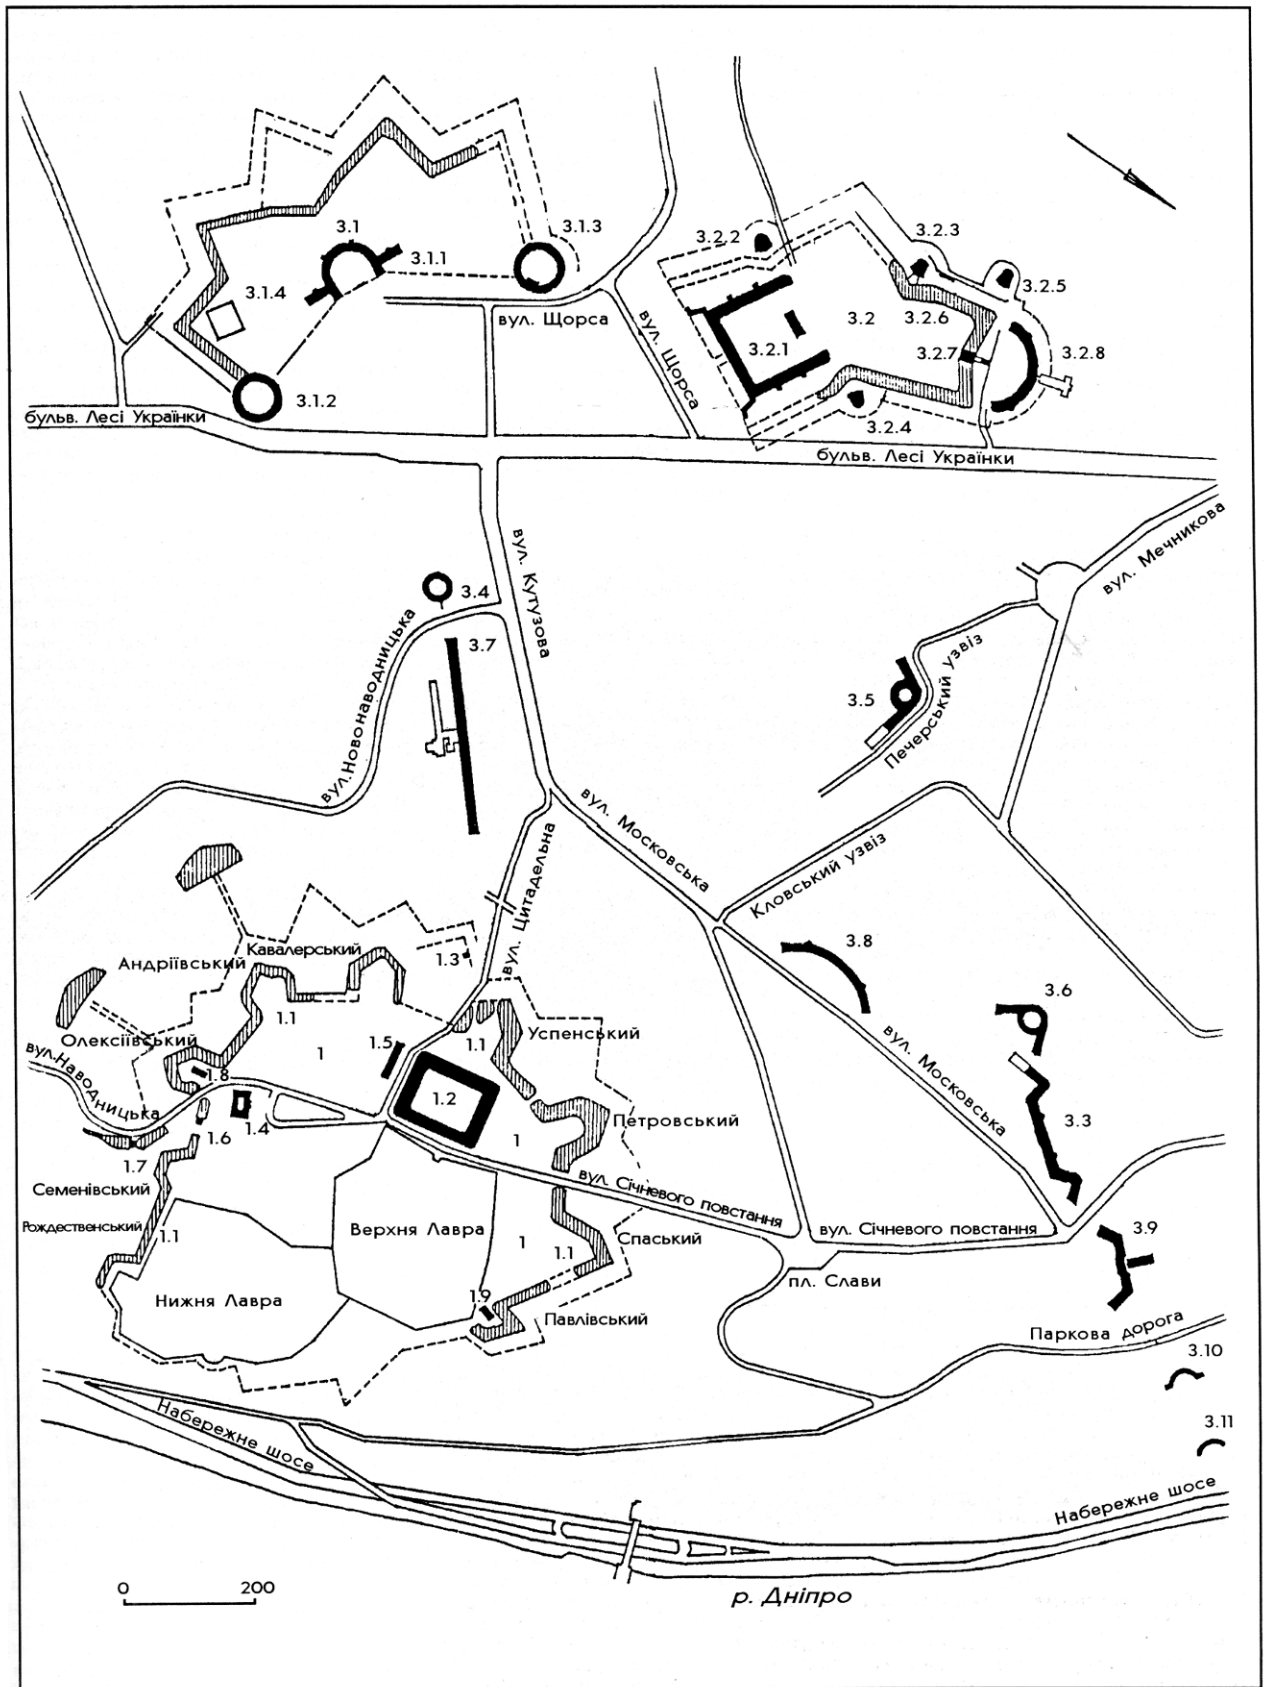 3.1
3.1.1
3.1.3
3.1.4
3.1.2
вул. Щорса
вул. Щорса
бульв. Лесі Українки
3.2.2
3.2.3
3.2.5
3.2
3.2.6
3.2.1
3.2.7
3.2.8
3.2.4
бульв. Лесі Українки
вул. Мечникова
вул. Кутузова
3.4
3.7
вул. Новонаводницька
3.5
Печерський узвіз
вул. Московська
Кловський узвіз
вул. Цитадельна
3.8
3.6
Кавалерський
1.3
Андріївський
1.1
Олексіївський
1
1.5
1.1
Успенський
вул. Наводницька
1.8
1.2
вул. Московська
3.3
1.6
1.4
Петровський
1
1.7
Семенівський
вул. Січневого повстання
Рождественський
1.1
Верхня Лавра
1
1.1
Спаський
вул. Січневого повстання
3.9
пл. Слави
Нижня Лавра
1.9
Павлівський
Паркова дорога
3.10
3.11
Набережне шосе
Набережне шосе
0 200
р. Дніпро